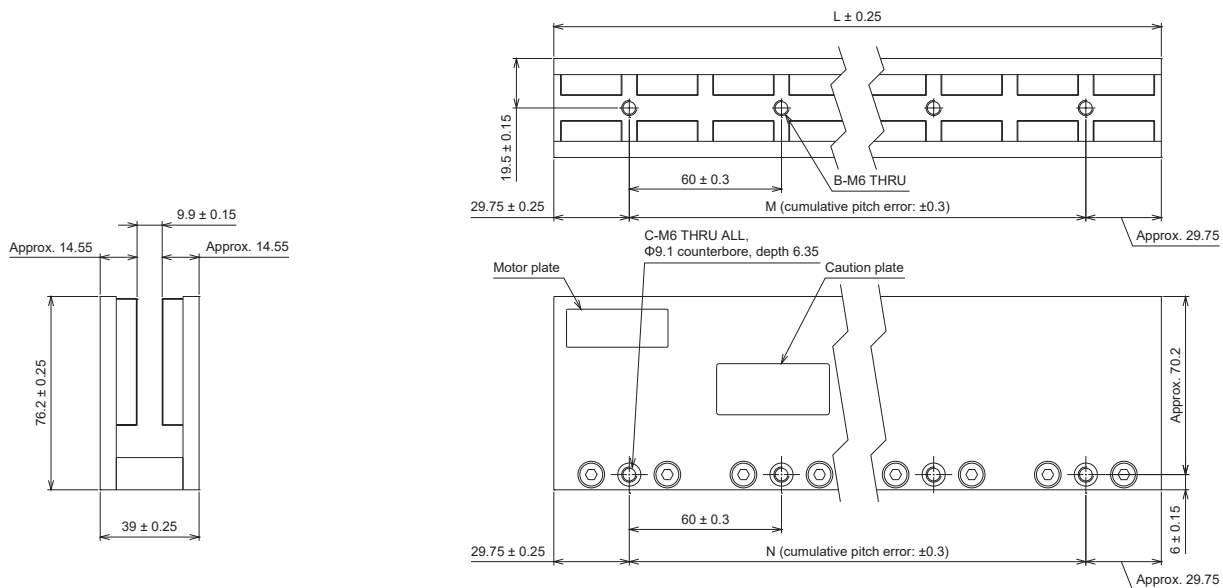 L ± 0.25
19.5 ± 0.15
60 ± 0.3
B-M6 THRU
29.75 ± 0.25
M (cumulative pitch error: ±0.3)
Approx. 29.75
9.9 ± 0.15
Approx. 14.55
Approx. 14.55
76.2 ± 0.25
39 ± 0.25
C-M6 THRU ALL,
Φ9.1 counterbore, depth 6.35
Motor plate
Caution plate
Approx. 70.2
60 ± 0.3
6 ± 0.15
29.75 ± 0.25
N (cumulative pitch error: ±0.3)
Approx. 29.75